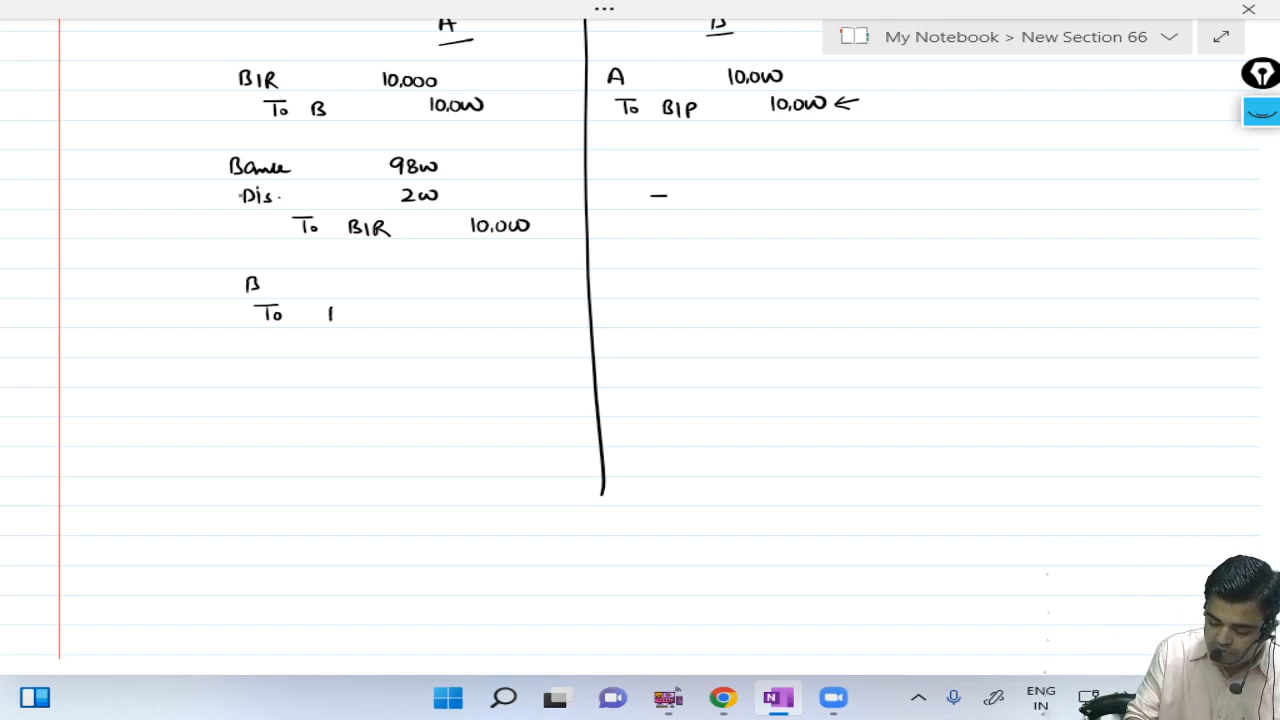 My Notebook > New Section 66
A
B/R 10,000
To B 10,000
Bank 9800
Dis. 200
To B/R 10,000
B
To
B
A 10,000
To B/P 10,000 ←
—
ENG
IN